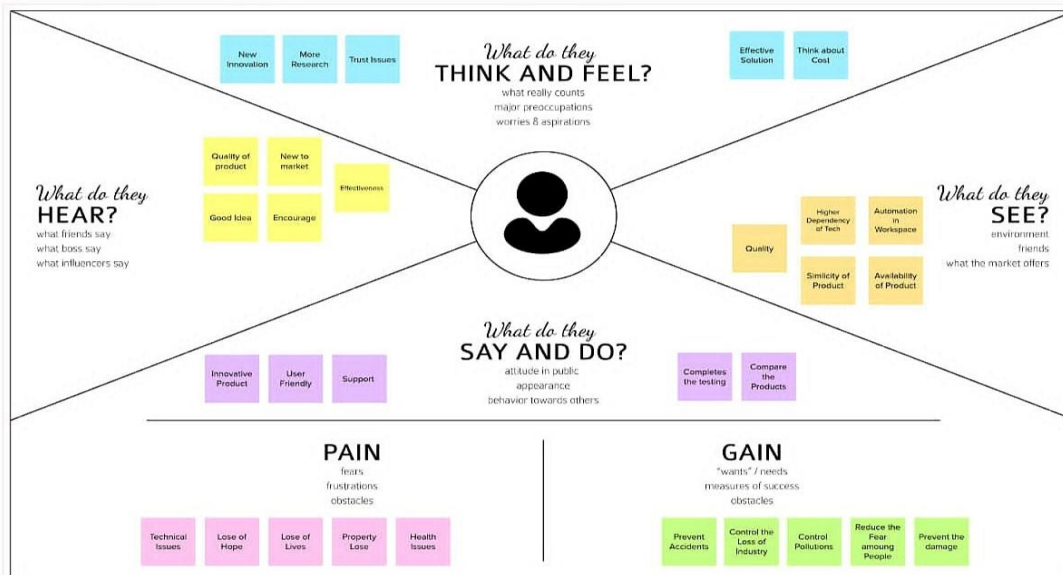 New
Innovation
More
Research
Trust Issues
What do they
THINK AND FEEL?
what really counts
major preoccupations
worries & aspirations
Effective
Solution
Think about
Cost
What do they
HEAR?
what friends say
what boss say
what influencers say
Quality of
product
New to
market
Effectiveness
Good Idea
Encourage
What do they
SEE?
environment
friends
what the market offers
Quality
Higher
Dependency
of Tech
Automation
in
Workspace
Similicity of
Product
Availability
of Product
What do they
SAY AND DO?
attitude in public
appearance
behavior towards others
Innovative
Product
User
Friendly
Support
Completes
the testing
Compare
the
Products
PAIN
fears
frustrations
obstacles
Technical
Issues
Lose of
Hope
Lose of
Lives
Property
Lose
Health
Issues
GAIN
"wants" / needs
measures of success
obstacles
Prevent
Accidents
Control the
Loss of
Industry
Control
Pollutions
Reduce the
Fear
amoung
People
Prevent the
damage